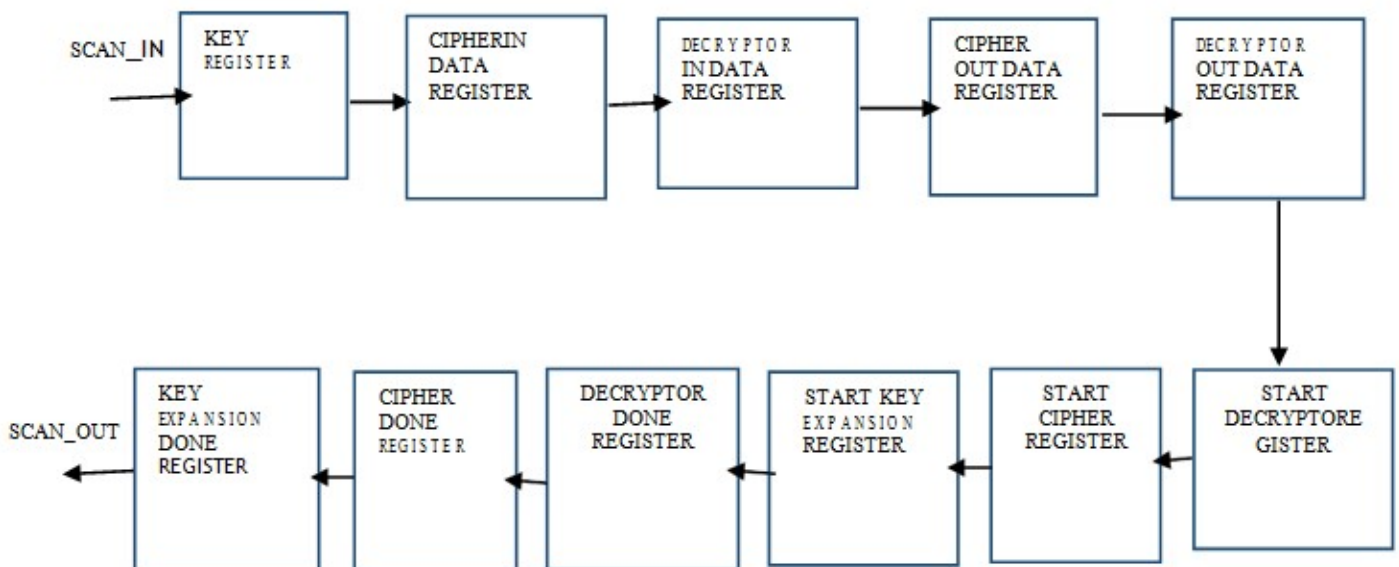 SCAN_IN
KEY
REGISTER
CIPHERIN
DATA
REGISTER
DECRYPTOR
IN DATA
REGISTER
CIPHER
OUT DATA
REGISTER
DECRYPTOR
OUT DATA
REGISTER
SCAN_OUT
KEY
EXPANSION
DONE
REGISTER
CIPHER
DONE
REGISTER
DECRYPTOR
DONE
REGISTER
START KEY
EXPANSION
REGISTER
START
CIPHER
REGISTER
START
DECRYPTORE
GISTER